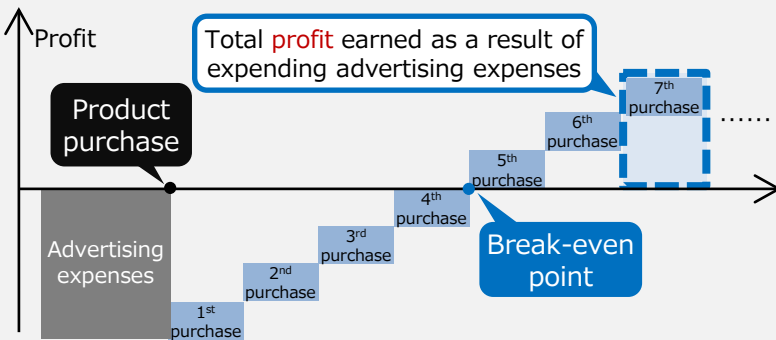 Profit
Total profit earned as a result of
expending advertising expenses
Product
purchase
Advertising
expenses
1st
purchase
2nd
purchase
3rd
purchase
4th
purchase
5th
purchase
6th
purchase
7th
purchase
......
Break-even
point